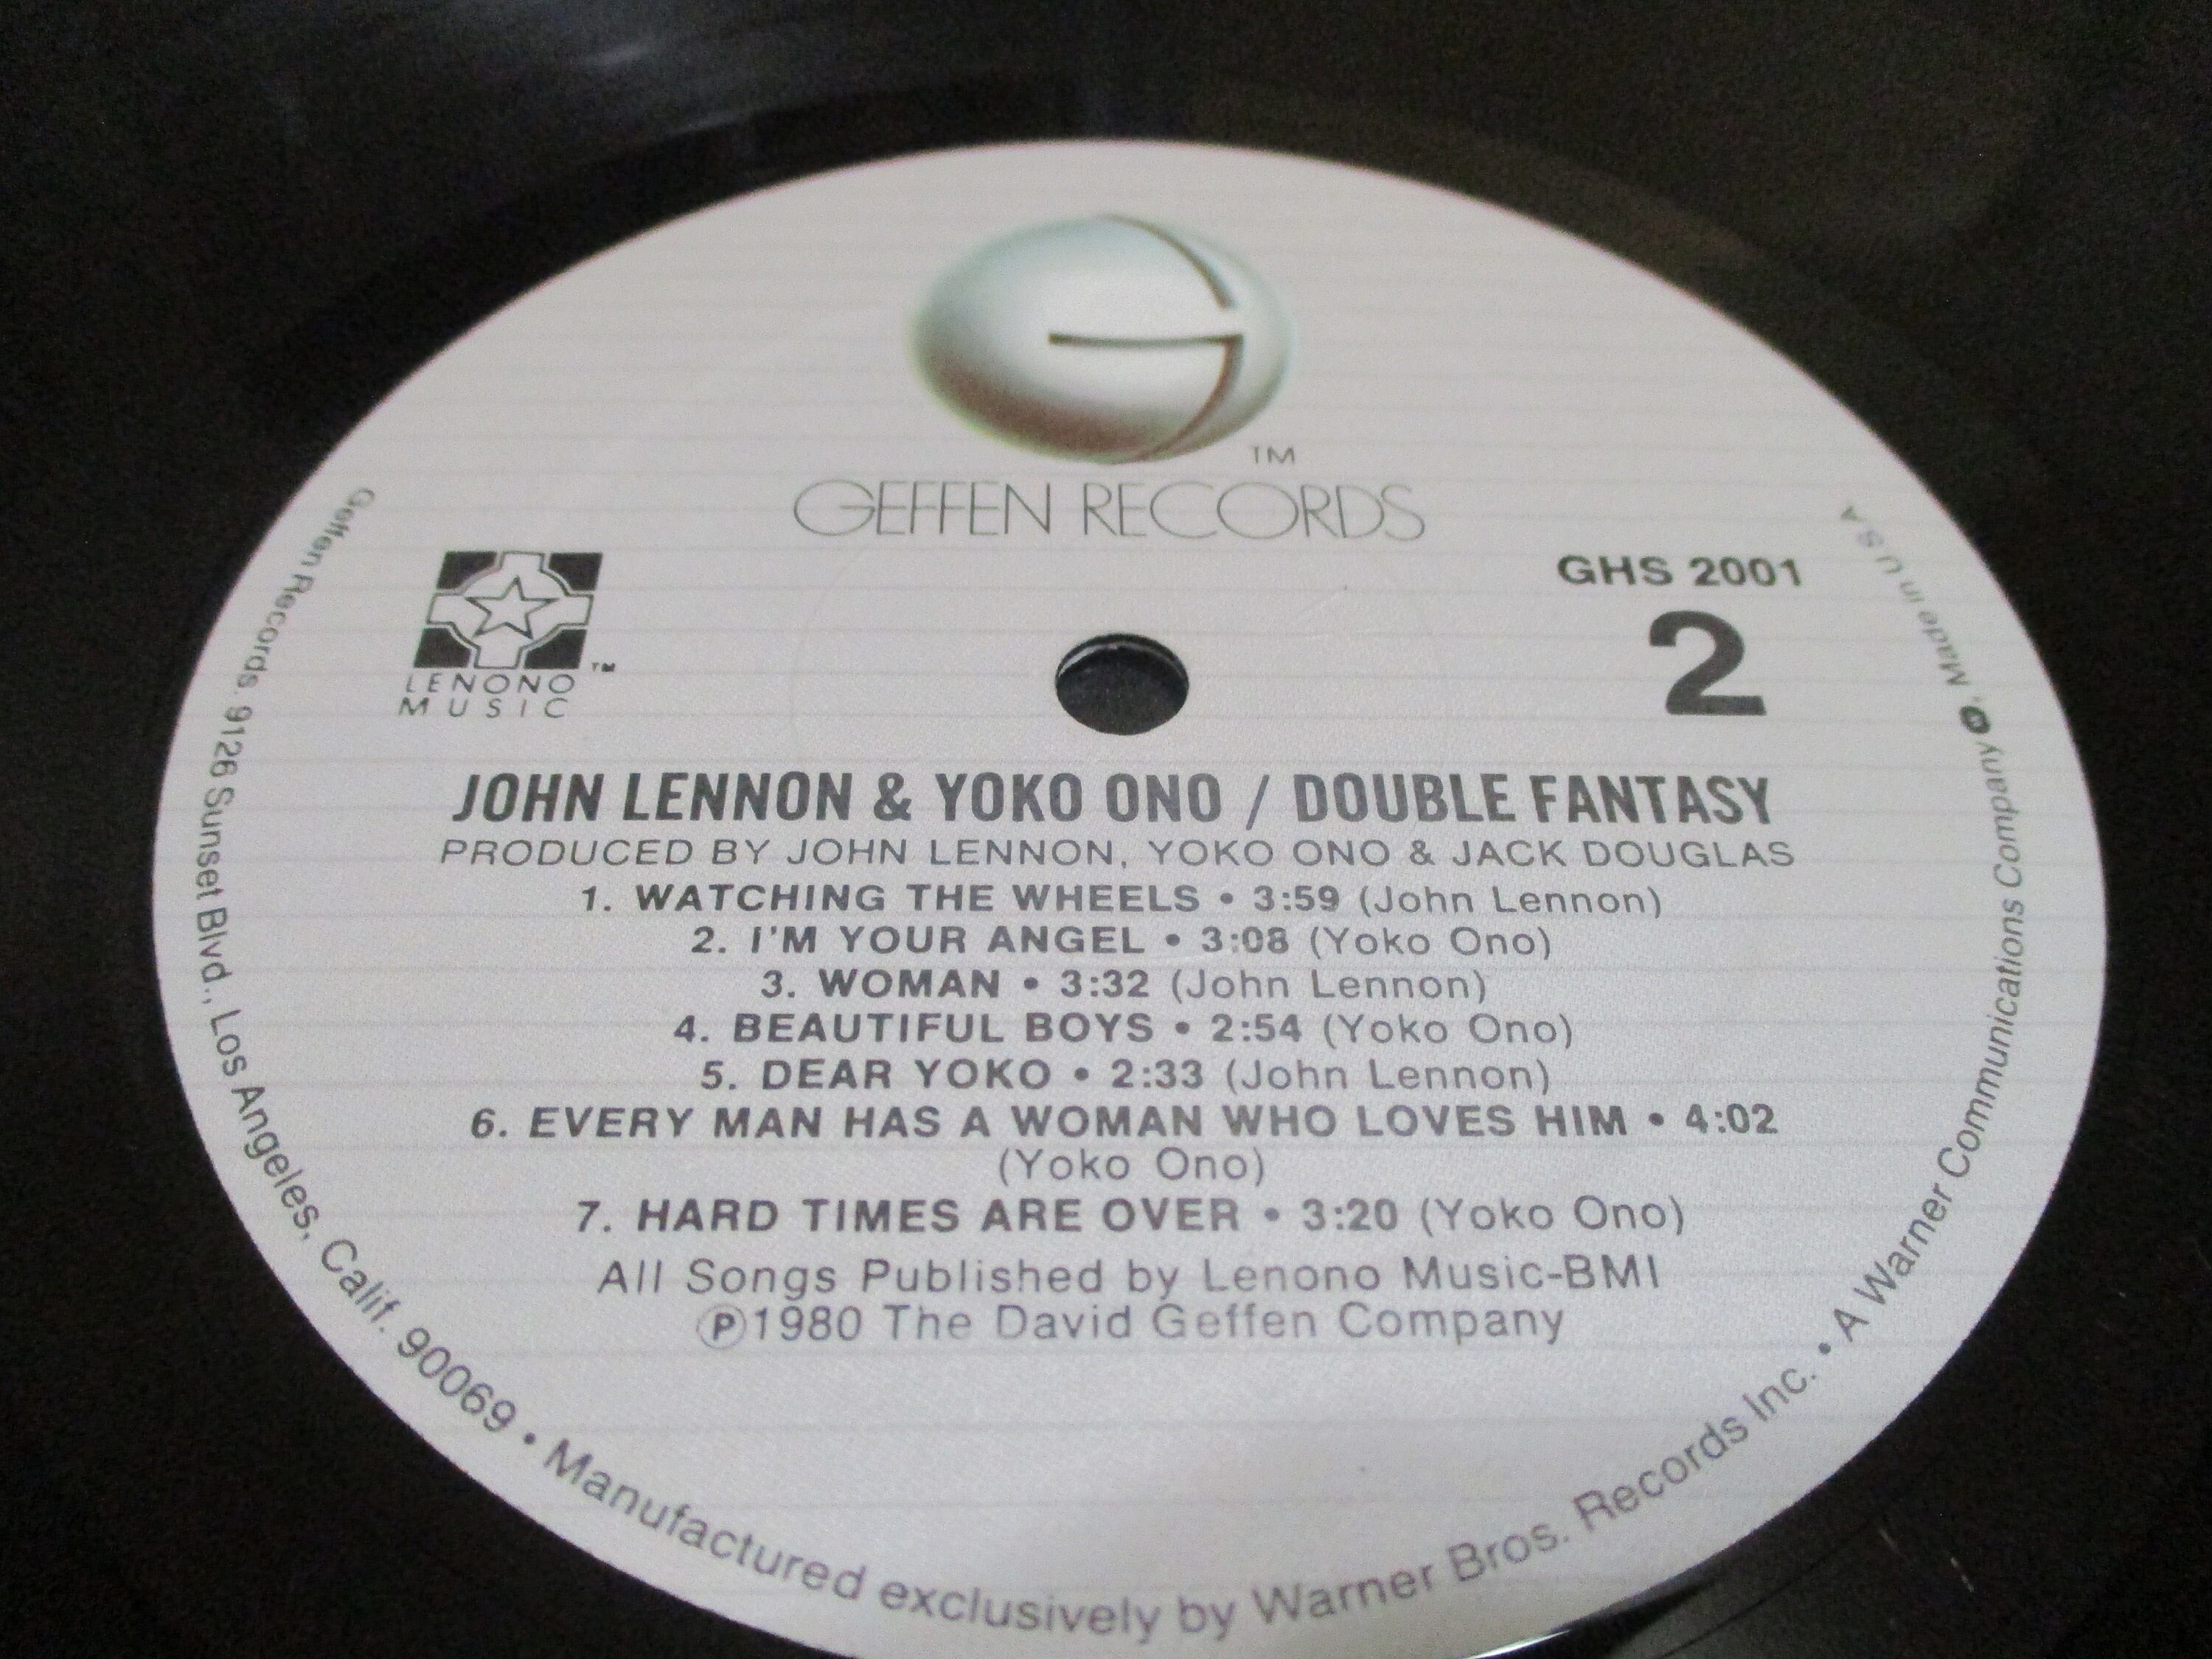 TM
GEFFEN RECORDS
LENONO
MUSIC
TM
GHS 2001
2
JOHN LENNON & YOKO ONO / DOUBLE FANTASY
PRODUCED BY JOHN LENNON, YOKO ONO & JACK DOUGLAS
1. WATCHING THE WHEELS • 3:59 (John Lennon)
2. I'M YOUR ANGEL • 3:08 (Yoko Ono)
3. WOMAN • 3:32 (John Lennon)
4. BEAUTIFUL BOYS • 2:54 (Yoko Ono)
5. DEAR YOKO • 2:33 (John Lennon)
6. EVERY MAN HAS A WOMAN WHO LOVES HIM • 4:02
(Yoko Ono)
7. HARD TIMES ARE OVER • 3:20 (Yoko Ono)
All Songs Published by Lenono Music-BMI
℗1980 The David Geffen Company
Geffen Records, 9126 Sunset Blvd., Los Angeles, Calif. 90069 • Manufactured exclusively by Warner Bros. Records Inc. • A Warner Communications Company. Made in U.S.A.